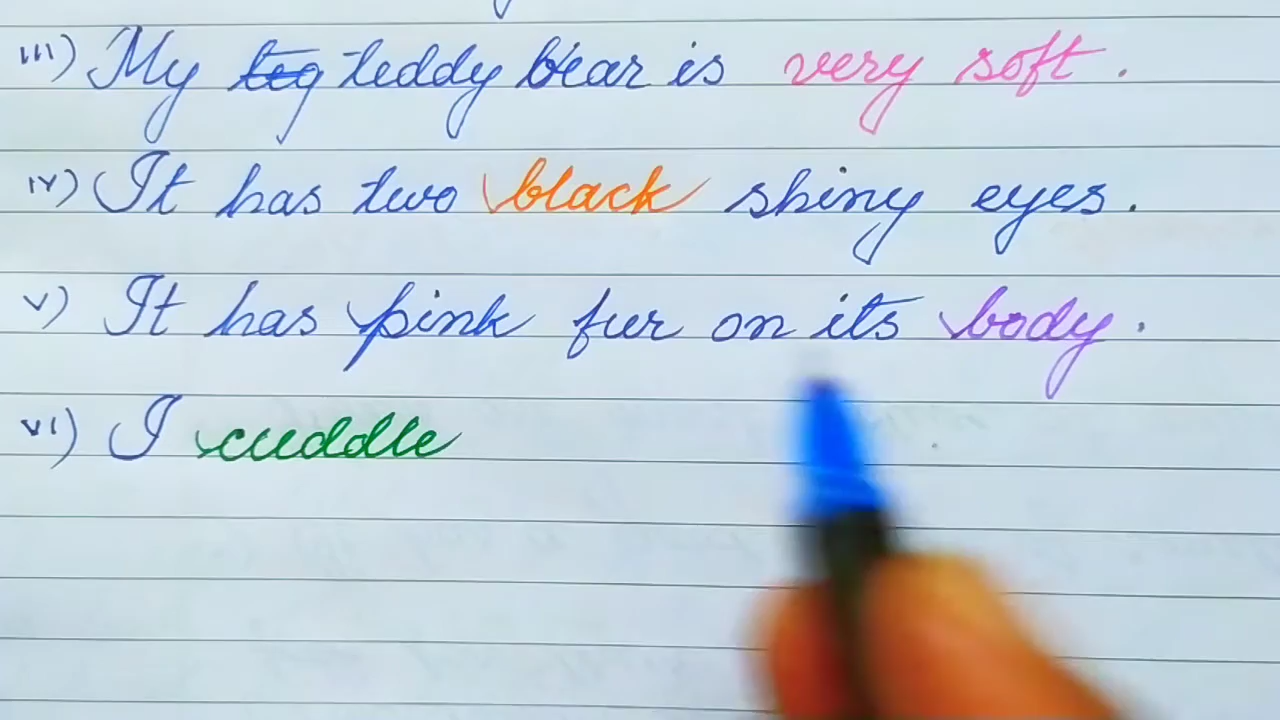 iii) My teg teddy bear is very soft.
iv) It has two black shiny eyes.
v) It has pink fur on its body.
vi) I cuddle